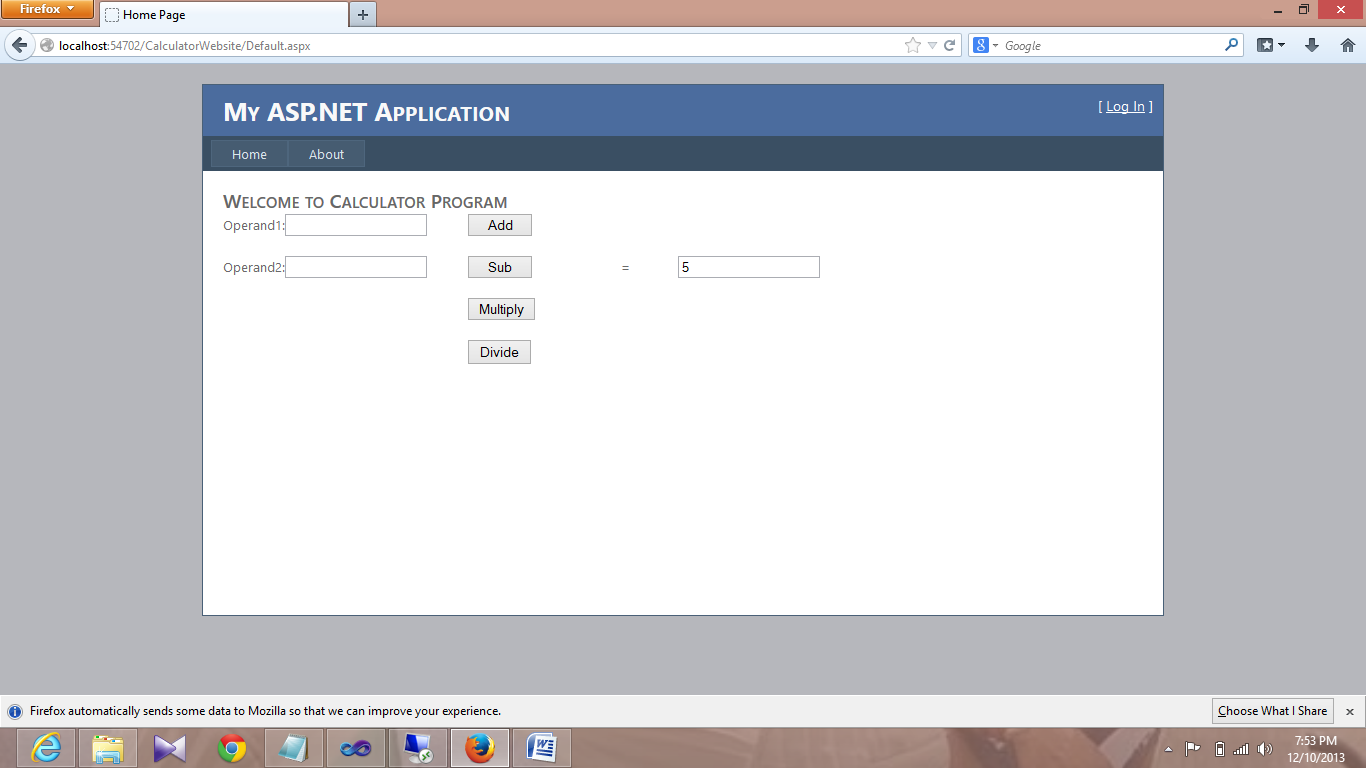 Firefox
Home Page
localhost:54702/CalculatorWebsite/Default.aspx
Google
My ASP.NET Application
[ Log In ]
Home
About
Welcome to Calculator Program
Operand1:
Add
Operand2:
Sub
=
5
Multiply
Divide
Firefox automatically sends some data to Mozilla so that we can improve your experience.
Choose What I Share
7:53 PM
12/10/2013